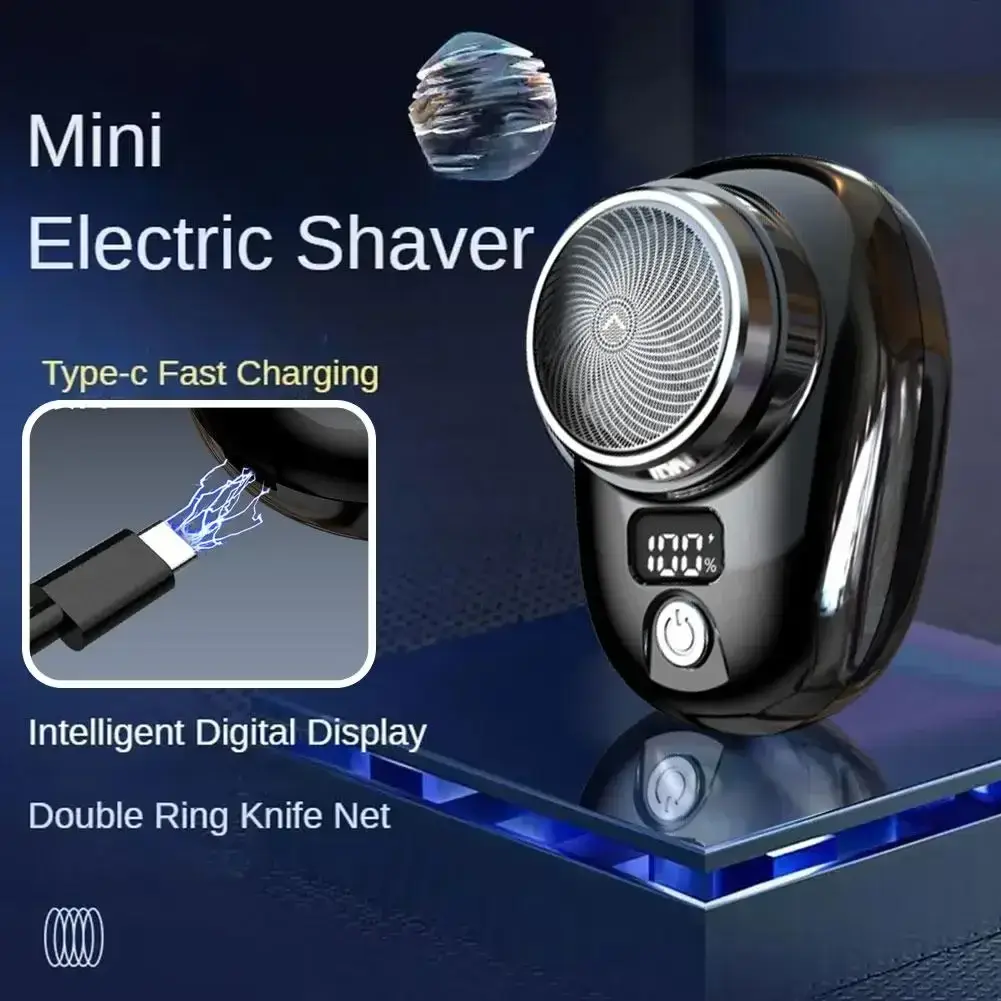 Mini
Electric Shaver
Type-c Fast Charging
100%
Intelligent Digital Display
Double Ring Knife Net